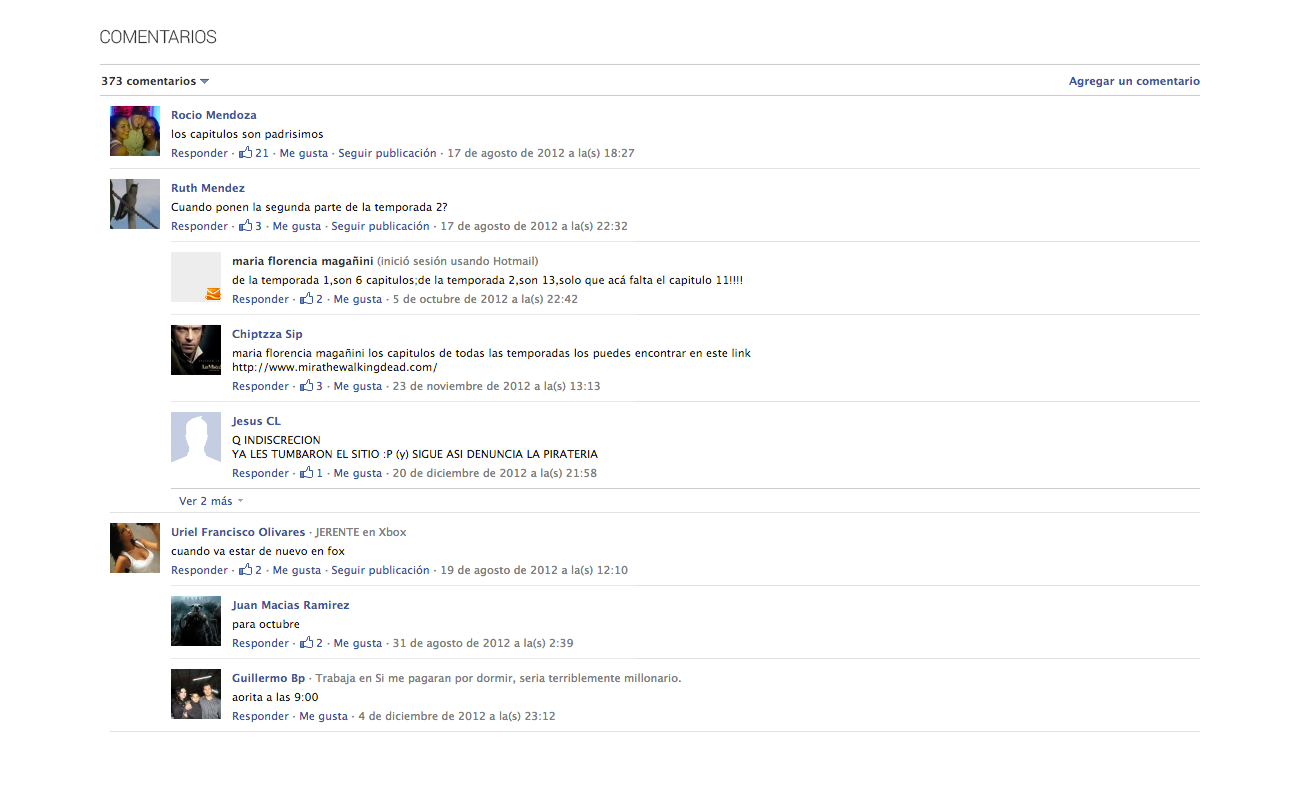 COMENTARIOS
373 comentarios
Agregar un comentario
Rocio Mendoza
los capitulos son padrisimos
Responder · 21 · Me gusta · Seguir publicación · 17 de agosto de 2012 a la(s) 18:27
Ruth Mendez
Cuando ponen la segunda parte de la temporada 2?
Responder · 3 · Me gusta · Seguir publicación · 17 de agosto de 2012 a la(s) 22:32
maria florencia magañini (inició sesión usando Hotmail)
de la temporada 1,son 6 capitulos;de la temporada 2,son 13,solo que acá falta el capitulo 11!!!!
Responder · 2 · Me gusta · 5 de octubre de 2012 a la(s) 22:42
Chiptzza Sip
maria florencia magañini los capitulos de todas las temporadas los puedes encontrar en este link
http://www.mirathewalkingdead.com/
Responder · 3 · Me gusta · 23 de noviembre de 2012 a la(s) 13:13
Jesus CL
Q INDISCRECION
YA LES TUMBARON EL SITIO :P (y) SIGUE ASI DENUNCIA LA PIRATERIA
Responder · 1 · Me gusta · 20 de diciembre de 2012 a la(s) 21:58
Ver 2 más
Uriel Francisco Olivares · JERENTE en Xbox
cuando va estar de nuevo en fox
Responder · 2 · Me gusta · Seguir publicación · 19 de agosto de 2012 a la(s) 12:10
Juan Macias Ramirez
para octubre
Responder · 2 · Me gusta · 31 de agosto de 2012 a la(s) 2:39
Guillermo Bp · Trabaja en Si me pagaran por dormir, seria terriblemente millonario.
aorita a las 9:00
Responder · Me gusta · 4 de diciembre de 2012 a la(s) 23:12